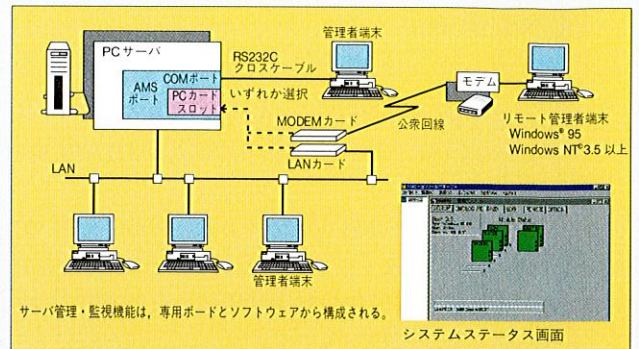 PCサーバ
AMSポート
COMポート
PCカードスロット
RS232C
クロスケーブル
いずれか選択
管理者端末
モデム
MODEMカード
公衆回線
LANカード
リモート管理者端末
Windows® 95
Windows NT®3.5 以上
LAN
管理者端末
サーバ管理・監視機能は，専用ボードとソフトウェアから構成される。
システムステータス画面